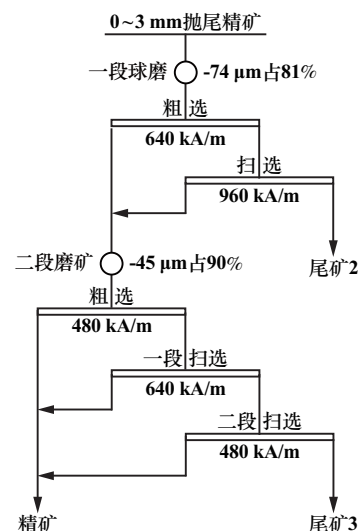 0~3 mm抛尾精矿
一段球磨 -74 μm占81%
粗 选
640 kA/m
扫 选
960 kA/m
二段磨矿 -45 μm占90%
尾矿2
粗 选
480 kA/m
一段 扫选
640 kA/m
二段 扫选
480 kA/m
精矿 尾矿3